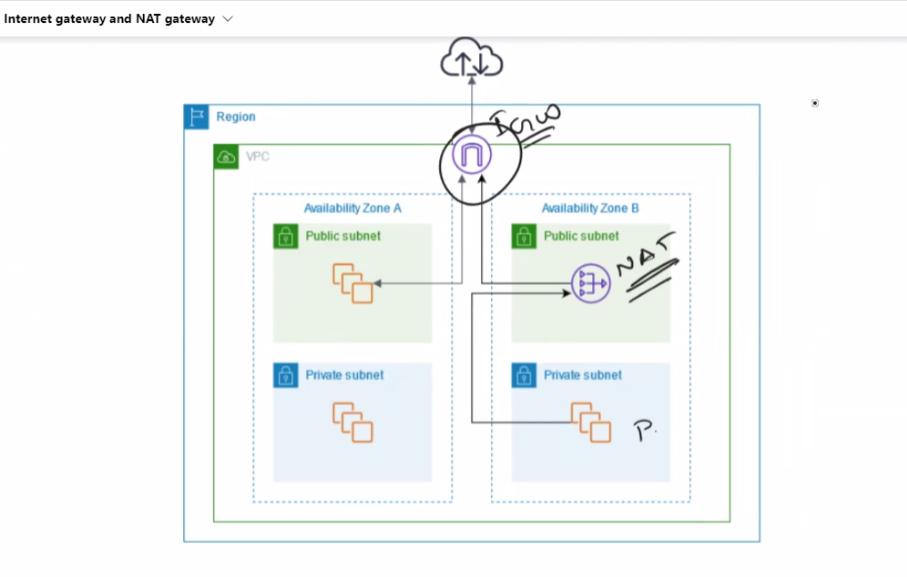 Internet gateway and NAT gateway
IGW
Region
VPC
Availability Zone A
Availability Zone B
Public subnet
Public subnet
NAT
Private subnet
Private subnet
P.